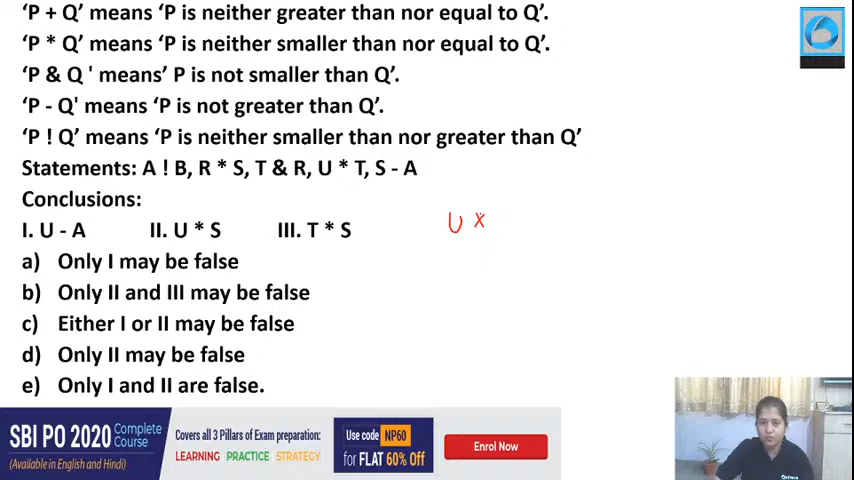 ‘P + Q’ means ‘P is neither greater than nor equal to Q’.
‘P * Q’ means ‘P is neither smaller than nor equal to Q’.
‘P & Q ' means’ P is not smaller than Q’.
‘P - Q' means ‘P is not greater than Q’.
‘P ! Q’ means ‘P is neither smaller than nor greater than Q’
Statements: A ! B, R * S, T & R, U * T, S - A
Conclusions:
I. U - A II. U * S III. T * S
U *
a) Only I may be false
b) Only II and III may be false
c) Either I or II may be false
d) Only II may be false
e) Only I and II are false.
SBI PO 2020 Complete Course
(Available in English and Hindi)
Covers all 3 Pillars of Exam preparation:
LEARNING PRACTICE STRATEGY
Use code NP60
for FLAT 60% Off
Enrol Now